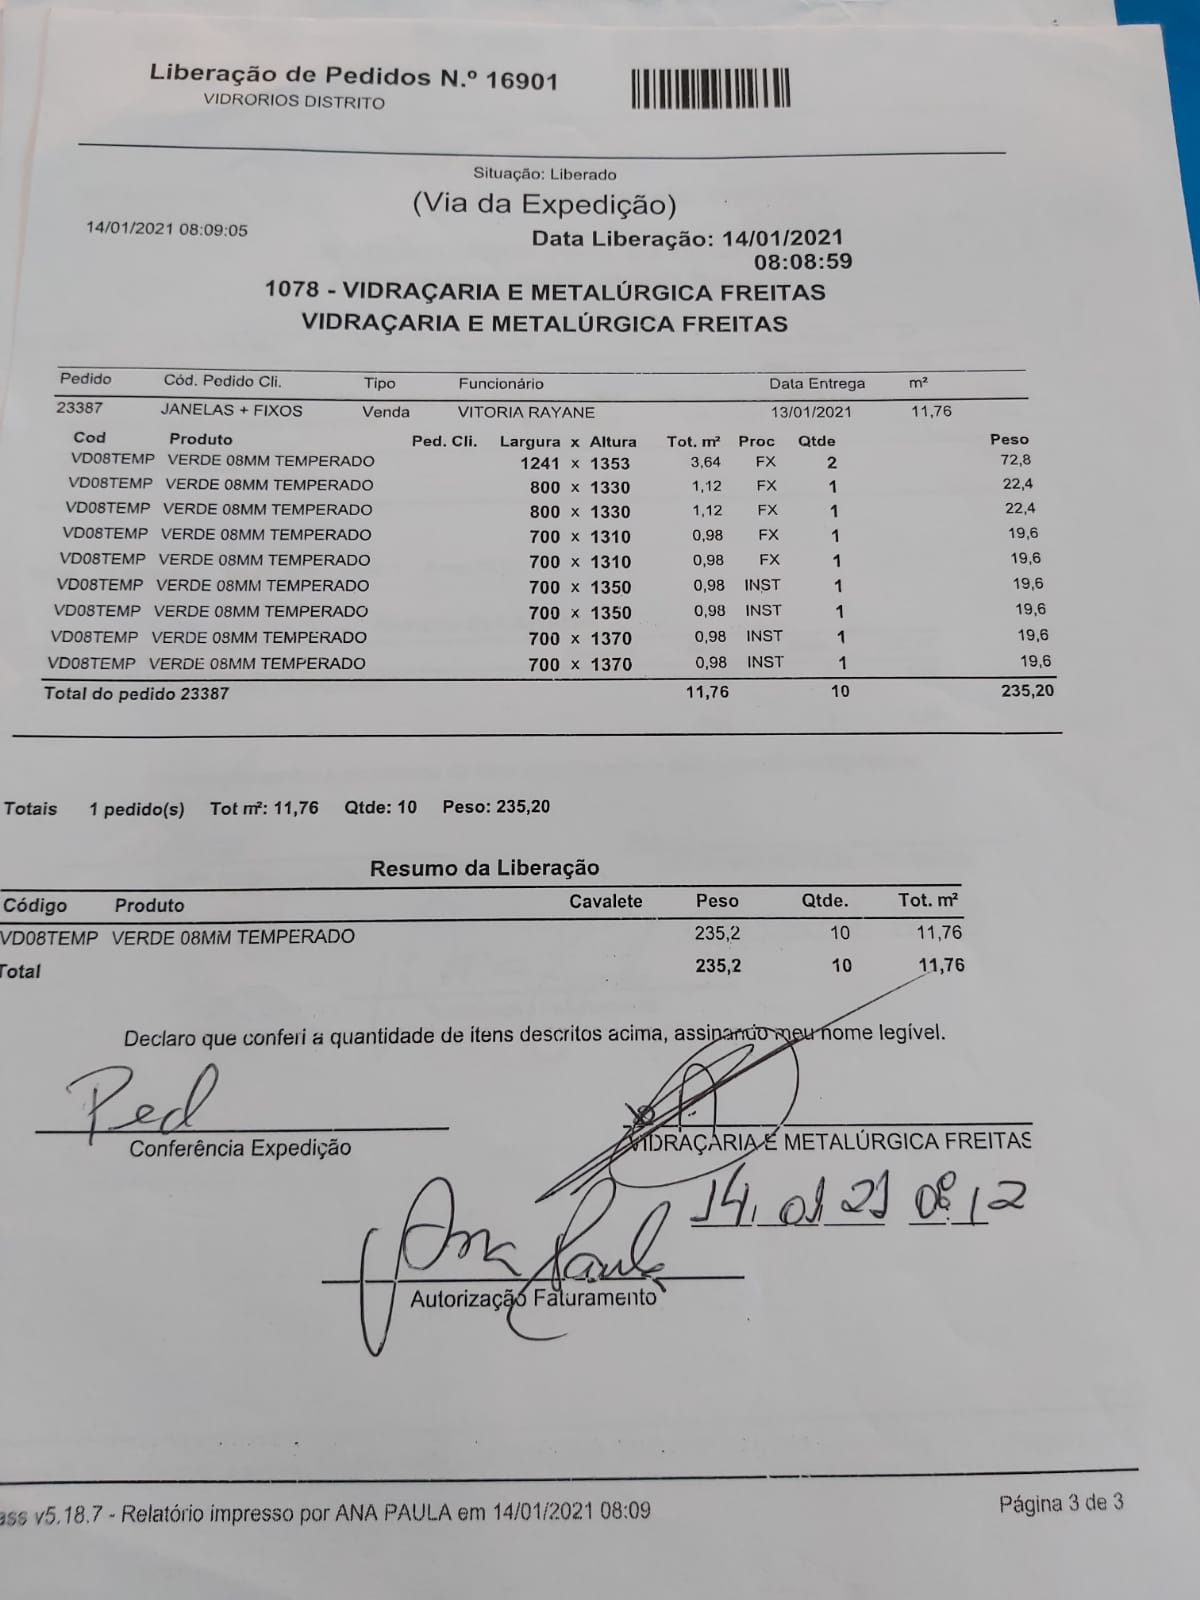 Liberação de Pedidos N.º 16901
VIDRORIOS DISTRITO
Situação: Liberado
(Via da Expedição)
14/01/2021 08:09:05
Data Liberação: 14/01/2021
08:08:59
1078 - VIDRAÇARIA E METALÚRGICA FREITAS
VIDRAÇARIA E METALÚRGICA FREITAS
Pedido Cód. Pedido Cli. Tipo Funcionário Data Entrega m²
23387 JANELAS + FIXOS Venda VITORIA RAYANE 13/01/2021 11,76
Cod Produto Ped. Cli. Largura x Altura Tot. m² Proc Qtde Peso
VD08TEMP VERDE 08MM TEMPERADO 1241 x 1353 3,64 FX 2 72,8
VD08TEMP VERDE 08MM TEMPERADO 800 x 1330 1,12 FX 1 22,4
VD08TEMP VERDE 08MM TEMPERADO 800 x 1330 1,12 FX 1 22,4
VD08TEMP VERDE 08MM TEMPERADO 700 x 1310 0,98 FX 1 19,6
VD08TEMP VERDE 08MM TEMPERADO 700 x 1310 0,98 FX 1 19,6
VD08TEMP VERDE 08MM TEMPERADO 700 x 1350 0,98 INST 1 19,6
VD08TEMP VERDE 08MM TEMPERADO 700 x 1350 0,98 INST 1 19,6
VD08TEMP VERDE 08MM TEMPERADO 700 x 1370 0,98 INST 1 19,6
VD08TEMP VERDE 08MM TEMPERADO 700 x 1370 0,98 INST 1 19,6
Total do pedido 23387 11,76 10 235,20
Totais 1 pedido(s) Tot m²: 11,76 Qtde: 10 Peso: 235,20
Resumo da Liberação
Código Produto Cavalete Peso Qtde. Tot. m²
VD08TEMP VERDE 08MM TEMPERADO 235,2 10 11,76
Total 235,2 10 11,76
Declaro que conferi a quantidade de itens descritos acima, assinando meu nome legível.
Ped
Conferência Expedição
VIDRAÇARIA E METALÚRGICA FREITAS
14. 01 21 08:12
Ana Paula
Autorização Faturamento
ass v5.18.7 - Relatório impresso por ANA PAULA em 14/01/2021 08:09
Página 3 de 3